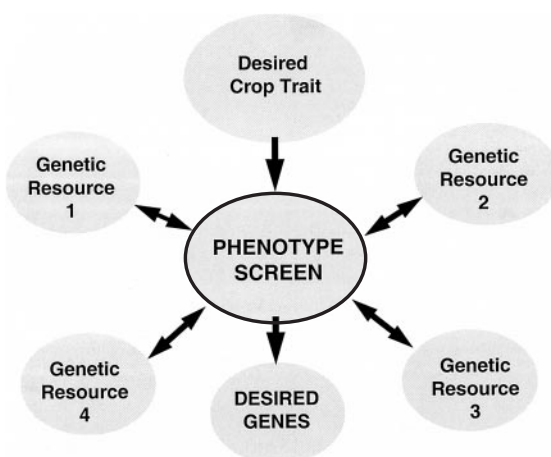 Desired
Crop Trait
Genetic
Resource
1
Genetic
Resource
2
PHENOTYPE
SCREEN
Genetic
Resource
4
DESIRED
GENES
Genetic
Resource
3